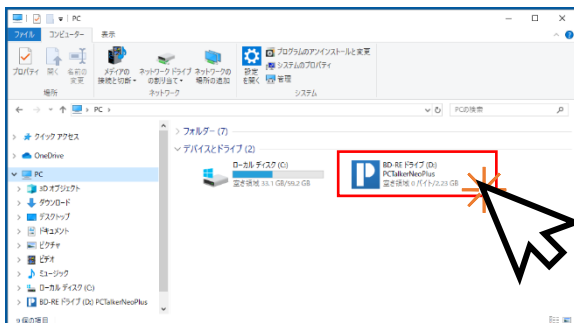 PC
ファイル コンピューター 表示
プロパティ 開く 名前の変更 メディアの接続と切断 ネットワーク ドライブの割り当て ネットワークの場所の追加 設定を開く プログラムのアンインストールと変更
システムのプロパティ
管理
場所 ネットワーク システム
PC PCの検索
クイック アクセス
OneDrive
PC
3D オブジェクト
ダウンロード
デスクトップ
ドキュメント
ピクチャ
ビデオ
ミュージック
ローカル ディスク (C:)
BD-RE ドライブ (D:) PCTalkerNeoPlus
フォルダー (7)
デバイスとドライブ (2)
ローカル ディスク (C:)
空き領域 33.1 GB/59.2 GB
BD-RE ドライブ (D:)
PCTalkerNeoPlus
空き領域 0 バイト/2.23 GB